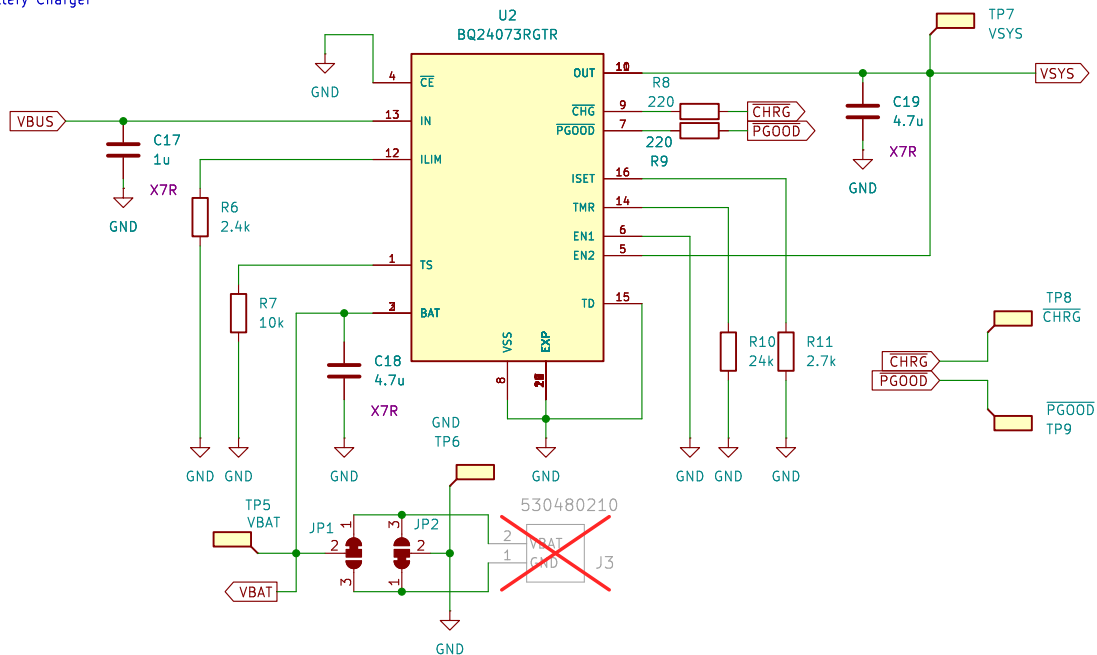 tery Charger
U2
BQ24073RGTR
TP7
VSYS
4
CE
OUT
VSYS
GND
R8
220
C19
4.7u
CHG
9
CHRG
VBUS
13
IN
PGOOD
7
PGOOD
C17
1u
220
R9
X7R
12
ILIM
X7R
ISET
16
GND
GND
R6
2.4k
TMR
14
EN1
6
EN2
5
1
TS
R7
10k
TD
15
TP8
CHRG
BAT
VSS
EXP
R10
24k
R11
2.7k
CHRG
C18
4.7u
8
PGOOD
X7R
PGOOD
TP9
GND
TP6
GND
GND
GND
GND
GND
GND
GND
TP5
VBAT
530480210
JP1
1
3
JP2
2
VBAT
2
2
1
GND
J3
3
1
VBAT
GND